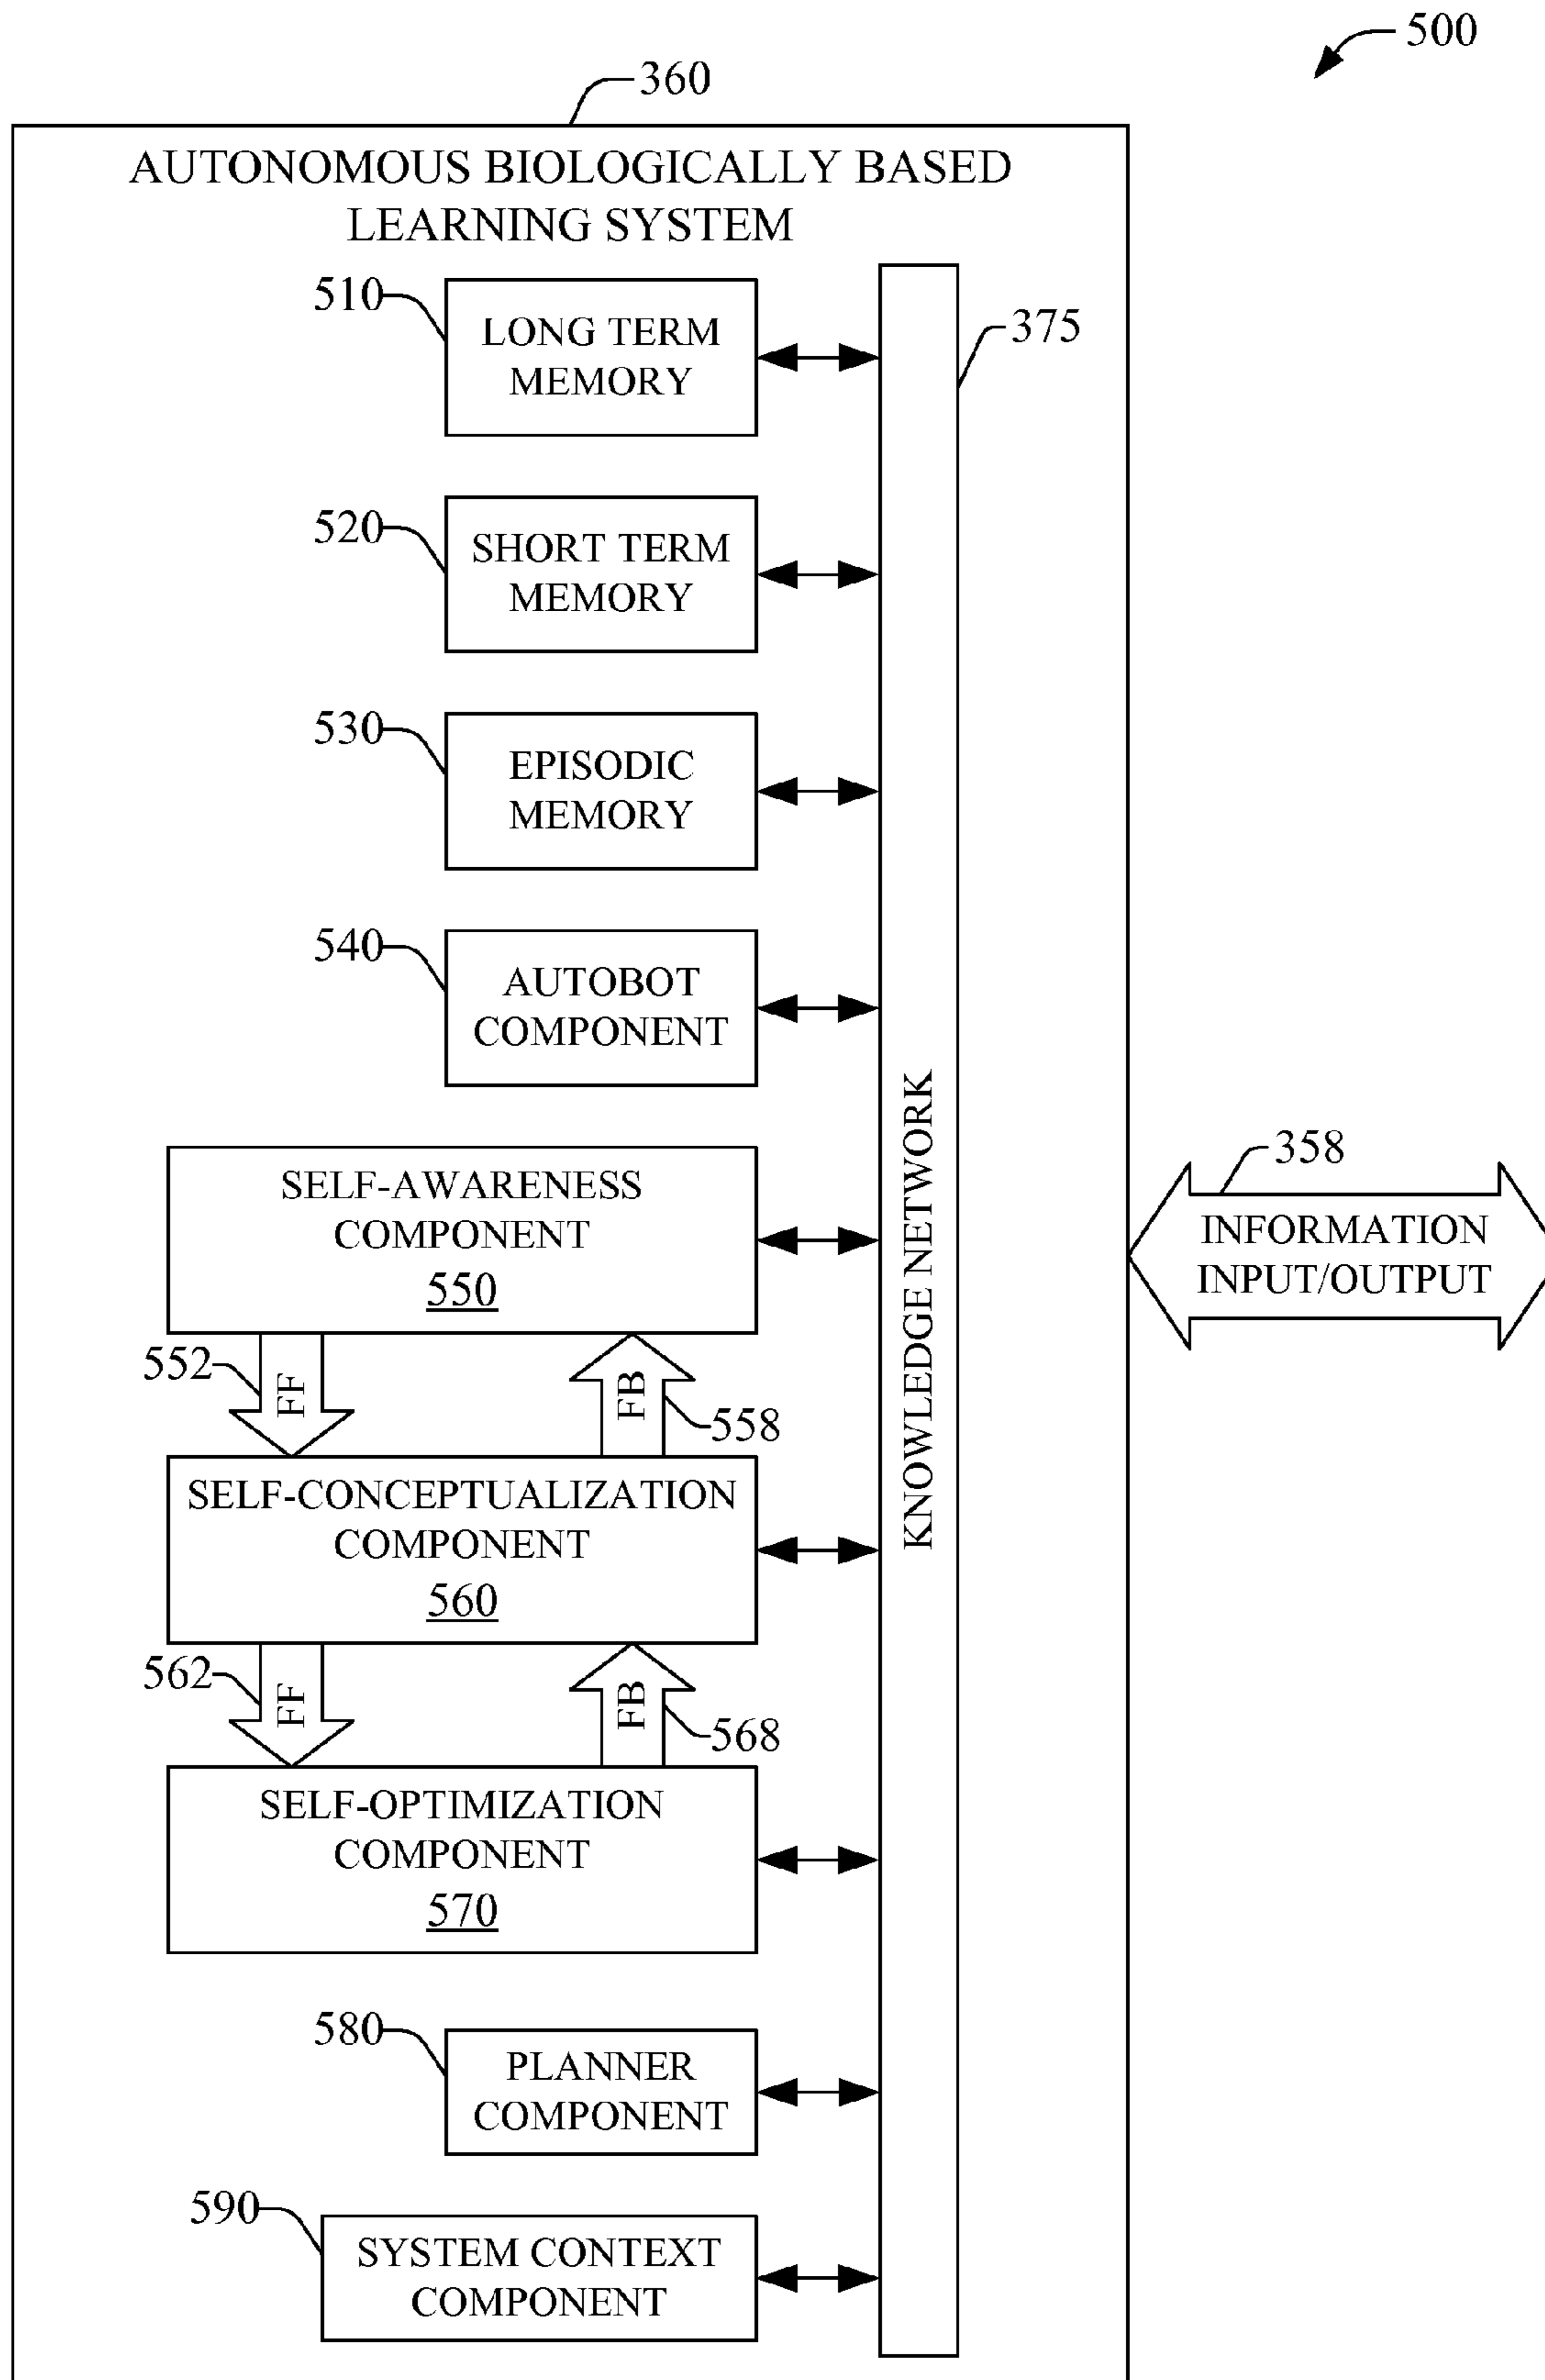 500
360
AUTONOMOUS BIOLOGICALLY BASED
LEARNING SYSTEM
510
LONG TERM
MEMORY
375
520
SHORT TERM
MEMORY
530
EPISODIC
MEMORY
540
AUTOBOT
COMPONENT
KNOWLEDGE NETWORK
358
INFORMATION
INPUT/OUTPUT
SELF-AWARENESS
COMPONENT
550
552
FF
FB
558
SELF-CONCEPTUALIZATION
COMPONENT
560
562
FF
FB
568
SELF-OPTIMIZATION
COMPONENT
570
580
PLANNER
COMPONENT
590
SYSTEM CONTEXT
COMPONENT